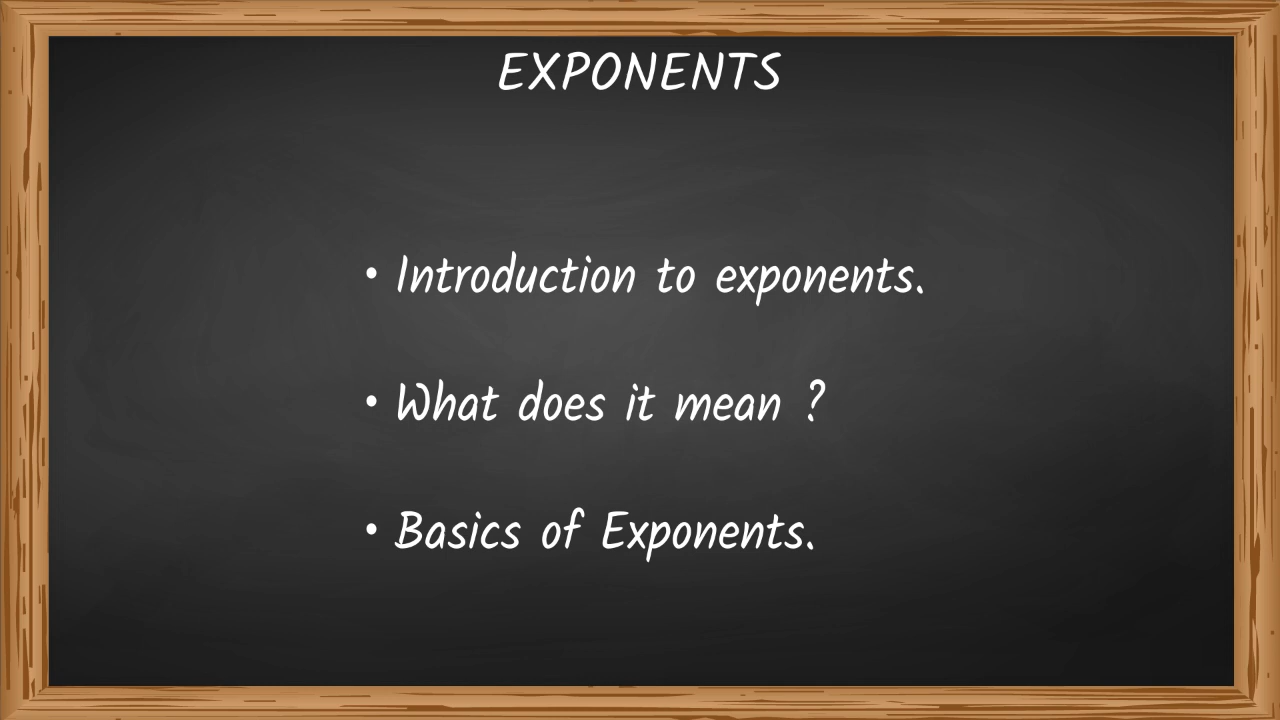 EXPONENTS
• Introduction to exponents.
• What does it mean ?
• Basics of Exponents.